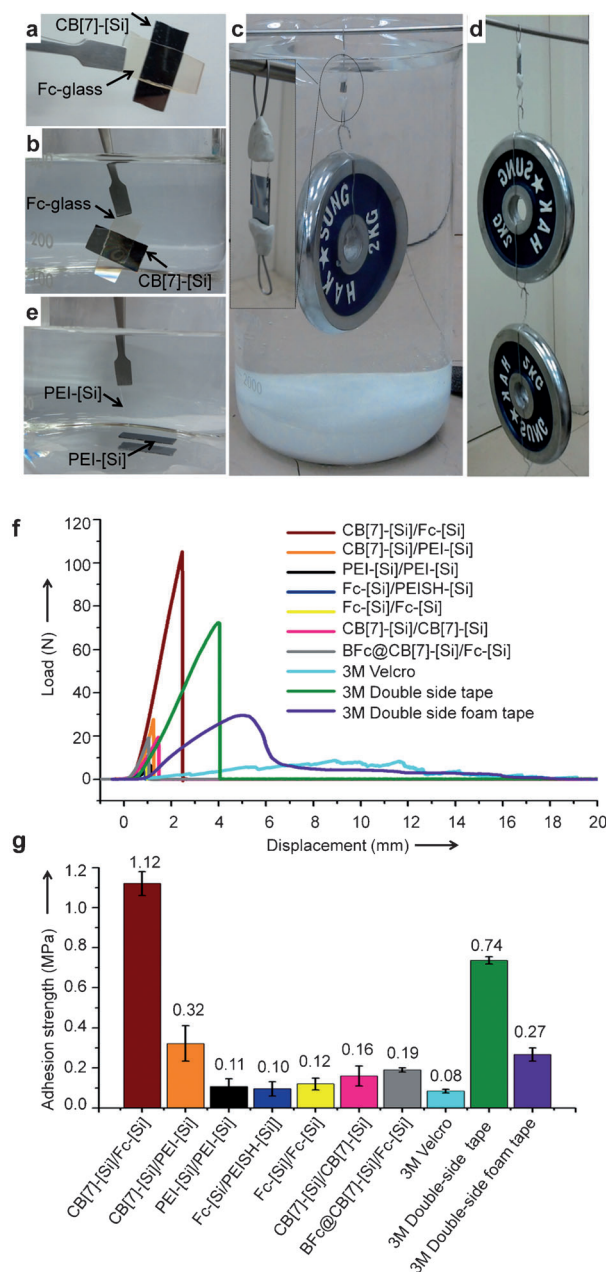 a
CB[7]-[Si]
Fc-glass
b
Fc-glass
200
CB[7]-[Si]
e
PEI-[Si]
PEI-[Si]
c
HAK★SUNG
2KG
2000
d
HAK★SUNG
2KG
HAK★SUNG
2KG
f
Load (N)
120
100
80
60
40
20
0
CB[7]-[Si]/Fc-[Si]
CB[7]-[Si]/PEI-[Si]
PEI-[Si]/PEI-[Si]
Fc-[Si]/PEISH-[Si]
Fc-[Si]/Fc-[Si]
CB[7]-[Si]/CB[7]-[Si]
BFc@CB[7]-[Si]/Fc-[Si]
3M Velcro
3M Double side tape
3M Double side foam tape
0 2 4 6 8 10 12 14 16 18 20
Displacement (mm)
g
Adhesion strength (MPa)
1.2
1.0
0.8
0.6
0.4
0.2
0.0
1.12
0.32
0.11
0.10
0.12
0.16
0.19
0.08
0.74
0.27
CB[7]-[Si]/Fc-[Si]
CB[7]-[Si]/PEI-[Si]
PEI-[Si]/PEI-[Si]
Fc-[Si/PEISH-[Si]]
Fc-[Si]/Fc-[Si]
CB[7]-[Si]/CB[7]-[Si]
BFc@CB[7]-[Si]/Fc-[Si]
3M Velcro
3M Double-side tape
3M Double-side foam tape